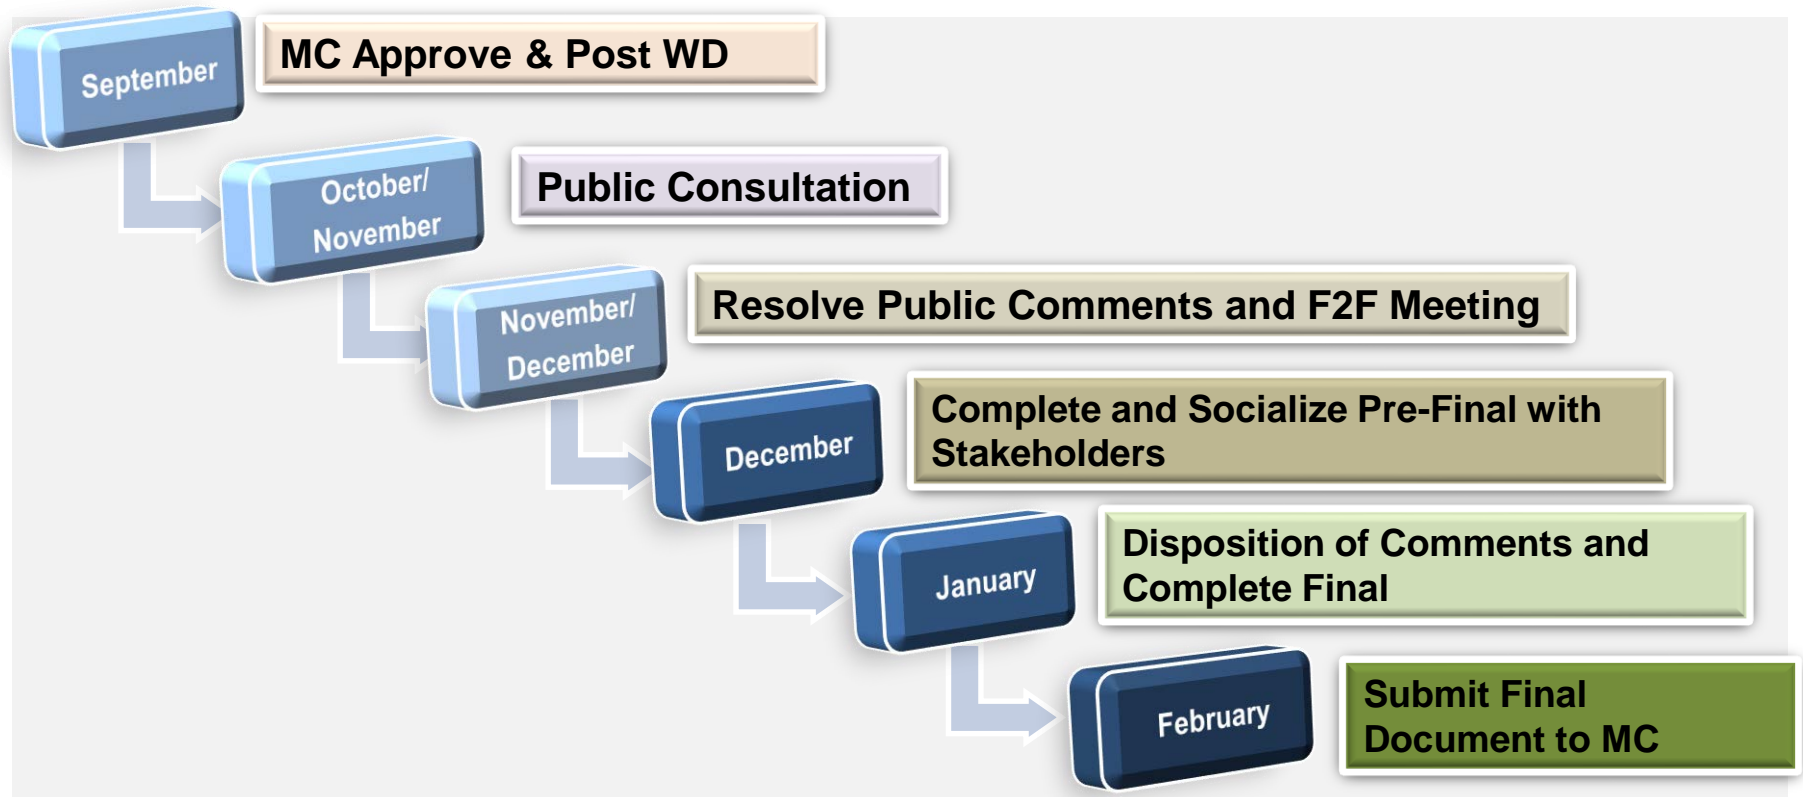 September
MC Approve & Post WD
October/
November
Public Consultation
November/
December
Resolve Public Comments and F2F Meeting
December
Complete and Socialize Pre-Final with
Stakeholders
January
Disposition of Comments and
Complete Final
February
Submit Final
Document to MC